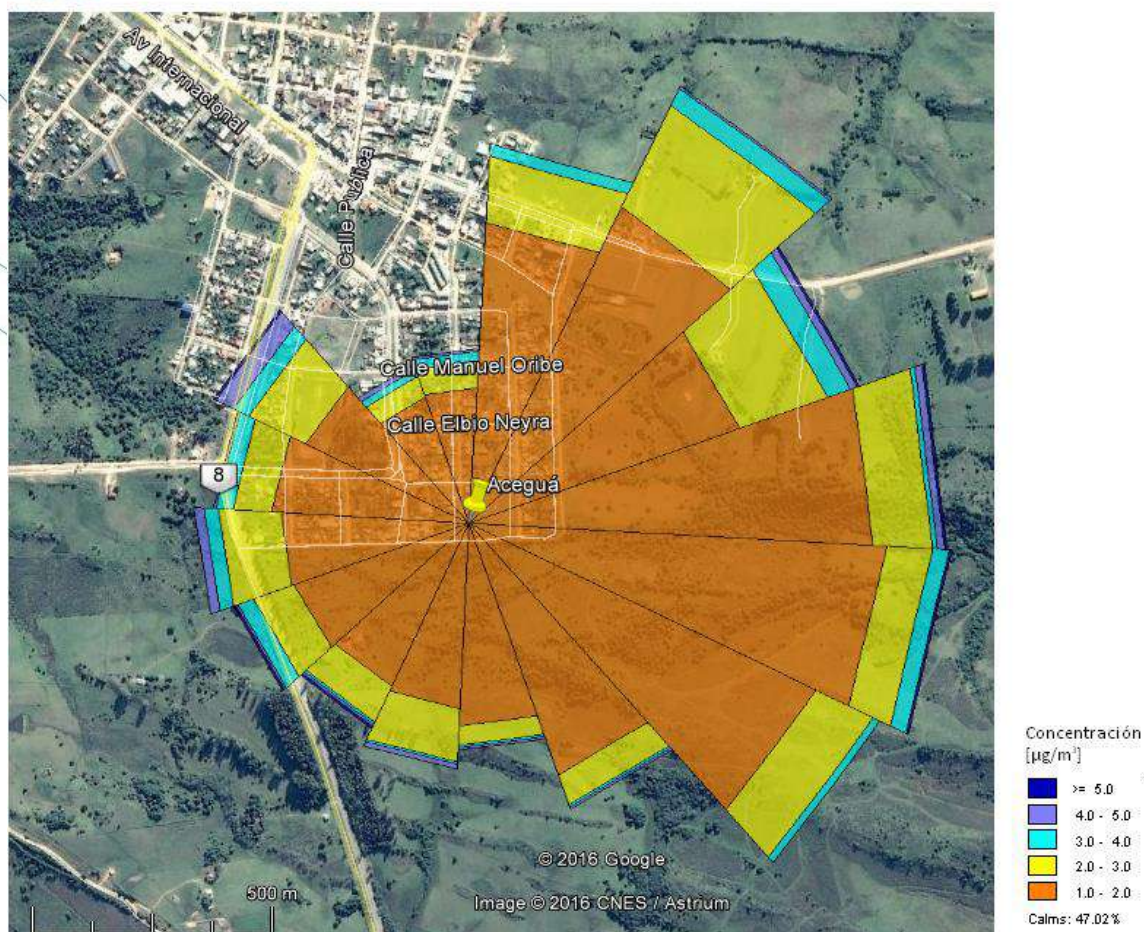 Av Internacional
Calle Publica
Calle Manuel Oribe
Calle Elbio Neyra
8
Aceguá
500 m
© 2016 Google
Image © 2016 CNES / Astrium
Concentración
[µg/m³]
>= 5.0
4.0 - 5.0
3.0 - 4.0
2.0 - 3.0
1.0 - 2.0
Calms: 47.02%